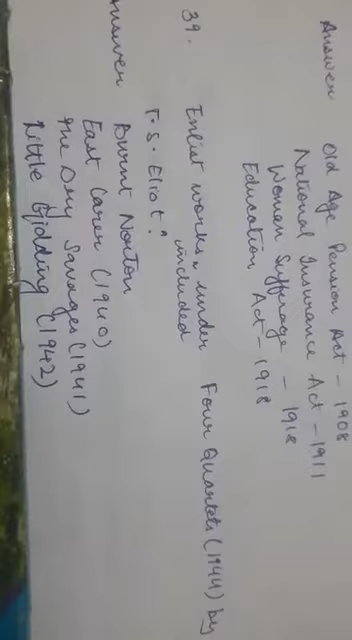 Answer Old Age Pension Act - 1908
National Insurance Act - 1911
Women Suffrage - 1918
Education Act - 1918
39. Enlist works included under Four Quartets (1944) by
T.S. Eliot?
Answer Burnt Norton
East Coker (1940)
The Dry Savages (1941)
Little Gidding (1942)